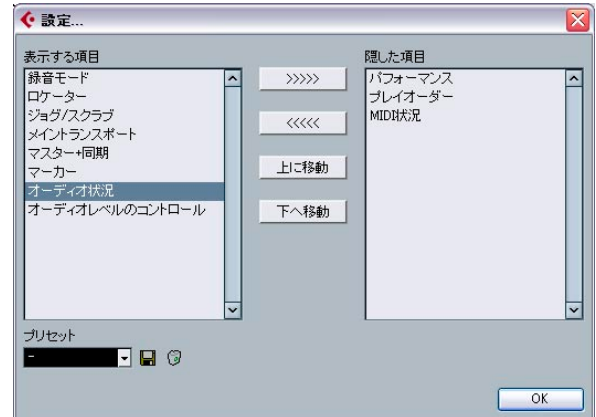 設定...
表示する項目
録音モード
ロケーター
ジョグ/スクラブ
メイントランスポート
マスター+同期
マーカー
オーディオ状況
オーディオレベルのコントロール
>>>>>
<<<<<
上に移動
下へ移動
隠した項目
パフォーマンス
プレイオーダー
MIDI状況
プリセット
-
OK